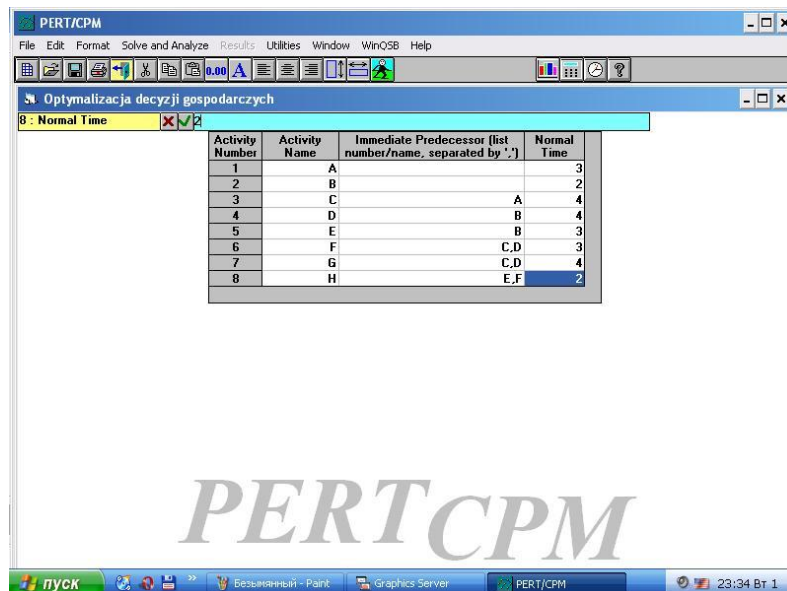 PERT/CPM
File Edit Format Solve and Analyze Results Utilities Window WinQSB Help
0.00 A
Optymalizacja decyzji gospodarczych
8 : Normal Time 2
Activity Number Activity Name Immediate Predecessor (list number/name, separated by ',') Normal Time
1 A 3
2 B 2
3 C A 4
4 D B 4
5 E B 3
6 F C,D 3
7 G C,D 4
8 H E,F 2
PERT CPM
пуск » Безымянный - Paint Graphics Server PERT/CPM 23:34 Вт 1